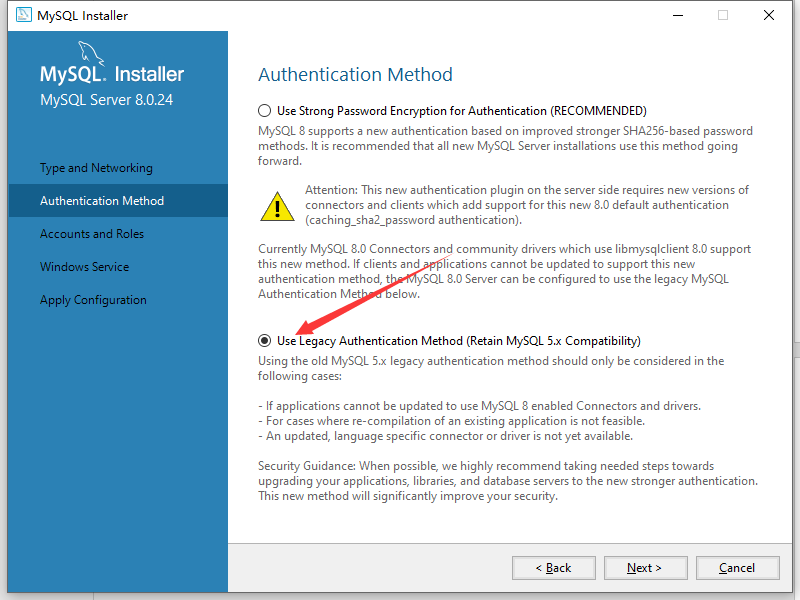 MySQL Installer
MySQL. Installer
MySQL Server 8.0.24
Type and Networking
Authentication Method
Accounts and Roles
Windows Service
Apply Configuration
Authentication Method
Use Strong Password Encryption for Authentication (RECOMMENDED)
MySQL 8 supports a new authentication based on improved stronger SHA256-based password
methods. It is recommended that all new MySQL Server installations use this method going
forward.
Attention: This new authentication plugin on the server side requires new versions of
connectors and clients which add support for this new 8.0 default authentication
(caching_sha2_password authentication).
Currently MySQL 8.0 Connectors and community drivers which use libmysqlclient 8.0 support
this new method. If clients and applications cannot be updated to support this new
authentication method, the MySQL 8.0 Server can be configured to use the legacy MySQL
Authentication Method below.
Use Legacy Authentication Method (Retain MySQL 5.x Compatibility)
Using the old MySQL 5.x legacy authentication method should only be considered in the
following cases:
- If applications cannot be updated to use MySQL 8 enabled Connectors and drivers.
- For cases where re-compilation of an existing application is not feasible.
- An updated, language specific connector or driver is not yet available.
Security Guidance: When possible, we highly recommend taking needed steps towards
upgrading your applications, libraries, and database servers to the new stronger authentication.
This new method will significantly improve your security.
< Back
Next >
Cancel